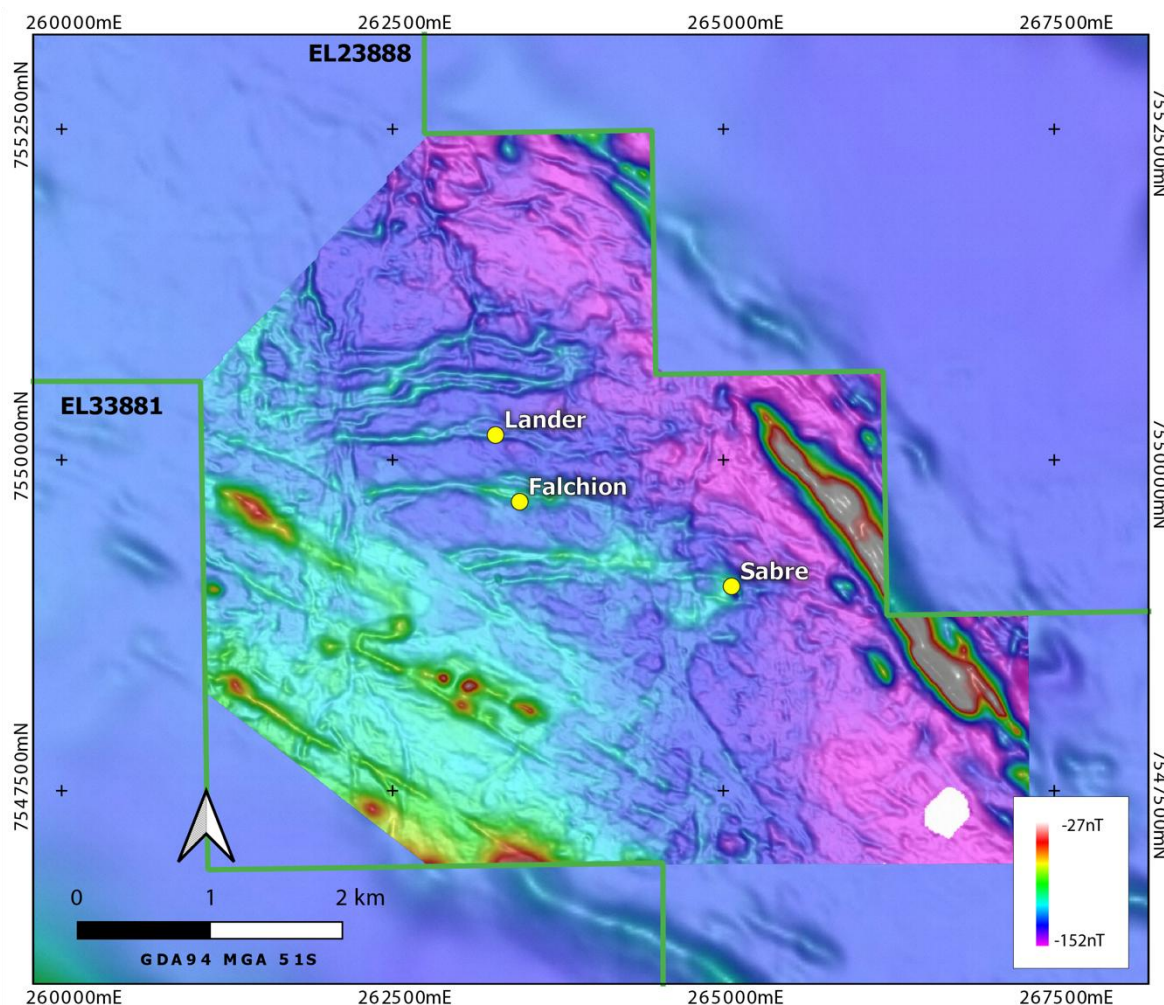 260000mE 262500mE 265000mE 267500mE
EL23888
7552500mN 7552500mN
EL33881
Lander
7550000mN 7550000mN
Falchion
Sabre
7547500mN 7547500mN
-27nT
0 1 2 km
-152nT
GDA94 MGA 51S
260000mE 262500mE 265000mE 267500mE